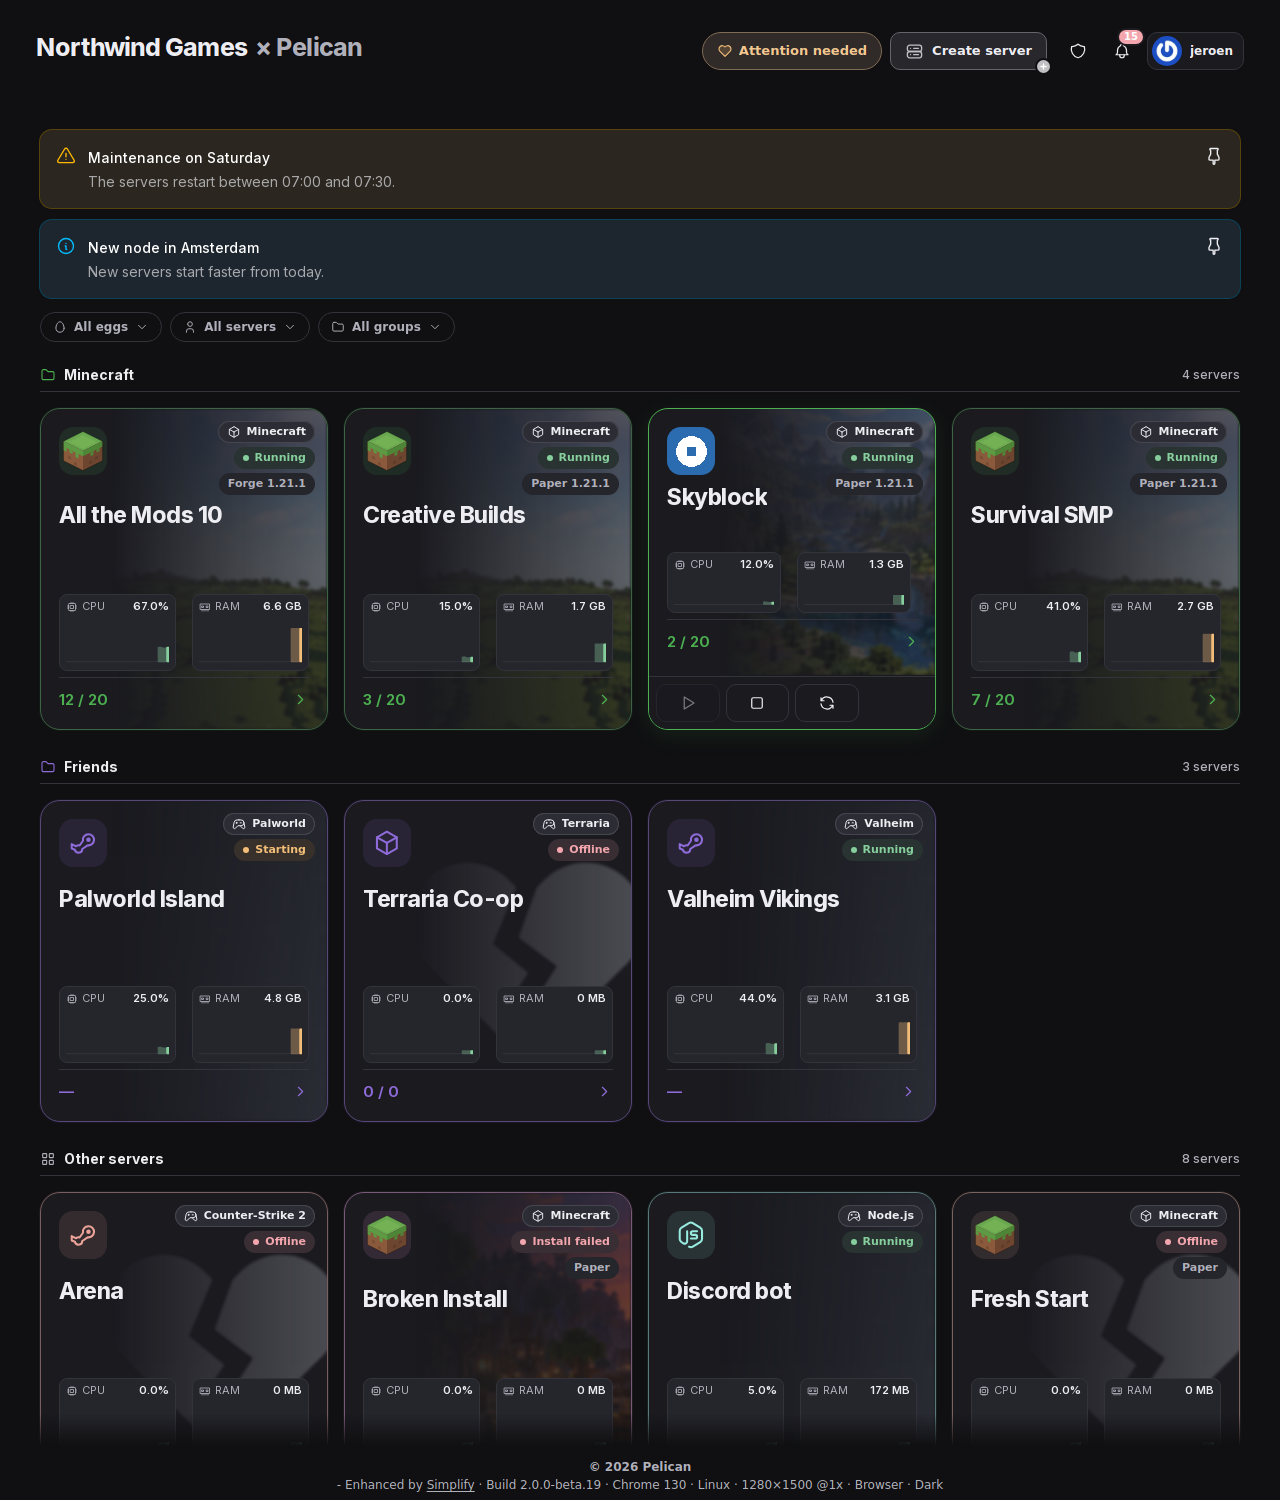 Northwind Games × Pelican
Attention needed
Create server
15
jeroen
Maintenance on Saturday
The servers restart between 07:00 and 07:30.
New node in Amsterdam
New servers start faster from today.
All eggs
All servers
All groups
Minecraft
4 servers
Minecraft
Running
Forge 1.21.1
All the Mods 10
CPU 67.0%
RAM 6.6 GB
12 / 20
Minecraft
Running
Paper 1.21.1
Creative Builds
CPU 15.0%
RAM 1.7 GB
3 / 20
Minecraft
Running
Paper 1.21.1
Skyblock
CPU 12.0%
RAM 1.3 GB
2 / 20
Minecraft
Running
Paper 1.21.1
Survival SMP
CPU 41.0%
RAM 2.7 GB
7 / 20
Friends
3 servers
Palworld
Starting
Palworld Island
CPU 25.0%
RAM 4.8 GB
—
Terraria
Offline
Terraria Co-op
CPU 0.0%
RAM 0 MB
0 / 0
Valheim
Running
Valheim Vikings
CPU 44.0%
RAM 3.1 GB
—
Other servers
8 servers
Counter-Strike 2
Offline
Arena
CPU 0.0%
RAM 0 MB
Minecraft
Install failed
Paper
Broken Install
CPU 0.0%
RAM 0 MB
Node.js
Running
Discord bot
CPU 5.0%
RAM 172 MB
Minecraft
Offline
Paper
Fresh Start
CPU 0.0%
RAM 0 MB
© 2026 Pelican
- Enhanced by Simplify · Build 2.0.0-beta.19 · Chrome 130 · Linux · 1280×1500 @1x · Browser · Dark